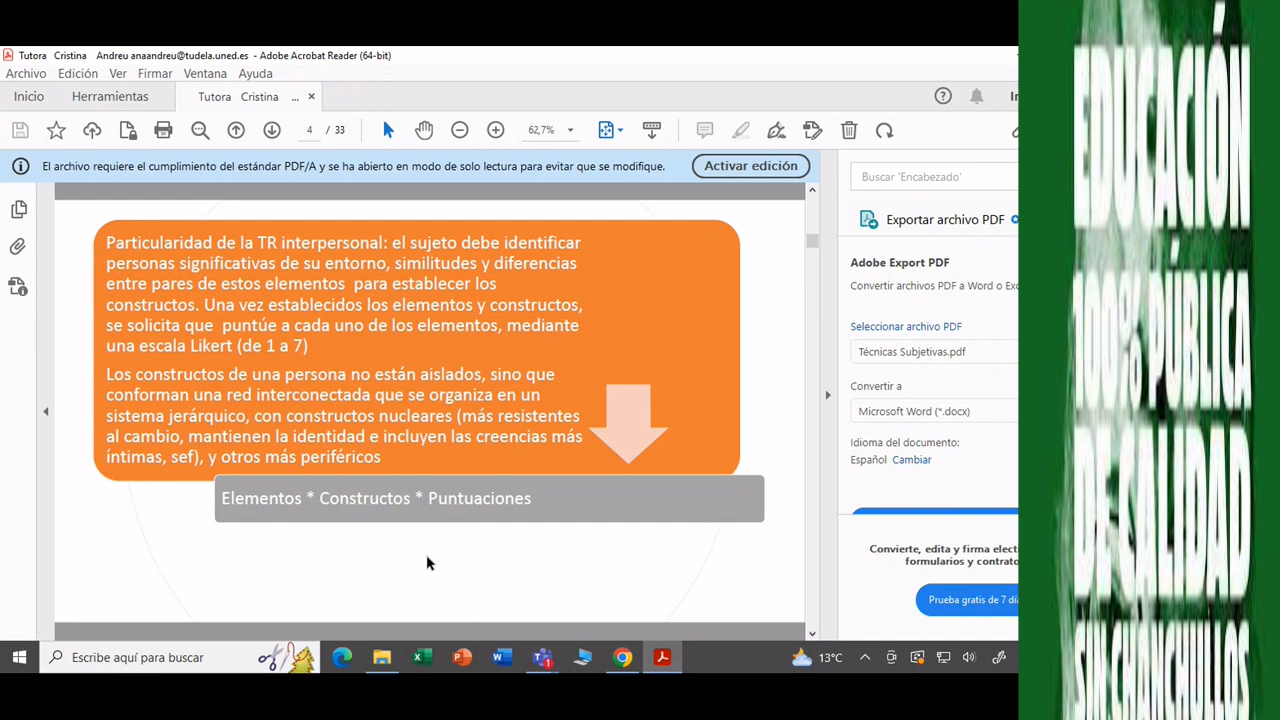 Tutora Cristina Andreu anaandreu@tudela.uned.es - Adobe Acrobat Reader (64-bit)
Archivo Edición Ver Firmar Ventana Ayuda
Inicio Herramientas Tutora Cristina ... ×
4 / 33 62,7%
El archivo requiere el cumplimiento del estándar PDF/A y se ha abierto en modo de solo lectura para evitar que se modifique. Activar edición
Particularidad de la TR interpersonal: el sujeto debe identificar
personas significativas de su entorno, similitudes y diferencias
entre pares de estos elementos para establecer los
constructos. Una vez establecidos los elementos y constructos,
se solicita que puntúe a cada uno de los elementos, mediante
una escala Likert (de 1 a 7)
Los constructos de una persona no están aislados, sino que
conforman una red interconectada que se organiza en un
sistema jerárquico, con constructos nucleares (más resistentes
al cambio, mantienen la identidad e incluyen las creencias más
íntimas, sef), y otros más periféricos
Elementos * Constructos * Puntuaciones
Buscar 'Encabezado'
Exportar archivo PDF
Adobe Export PDF
Convertir archivos PDF a Word o Exc
Seleccionar archivo PDF
Técnicas Subjetivas.pdf
Convertir a
Microsoft Word (*.docx)
Idioma del documento:
Español Cambiar
Convierte, edita y firma elect
formularios y contrato
Prueba gratis de 7 día
Escribe aquí para buscar
13°C
EDUCACIÓN
100% PÚBLICA
DE CALIDAD
SIN CHANCHULLOS